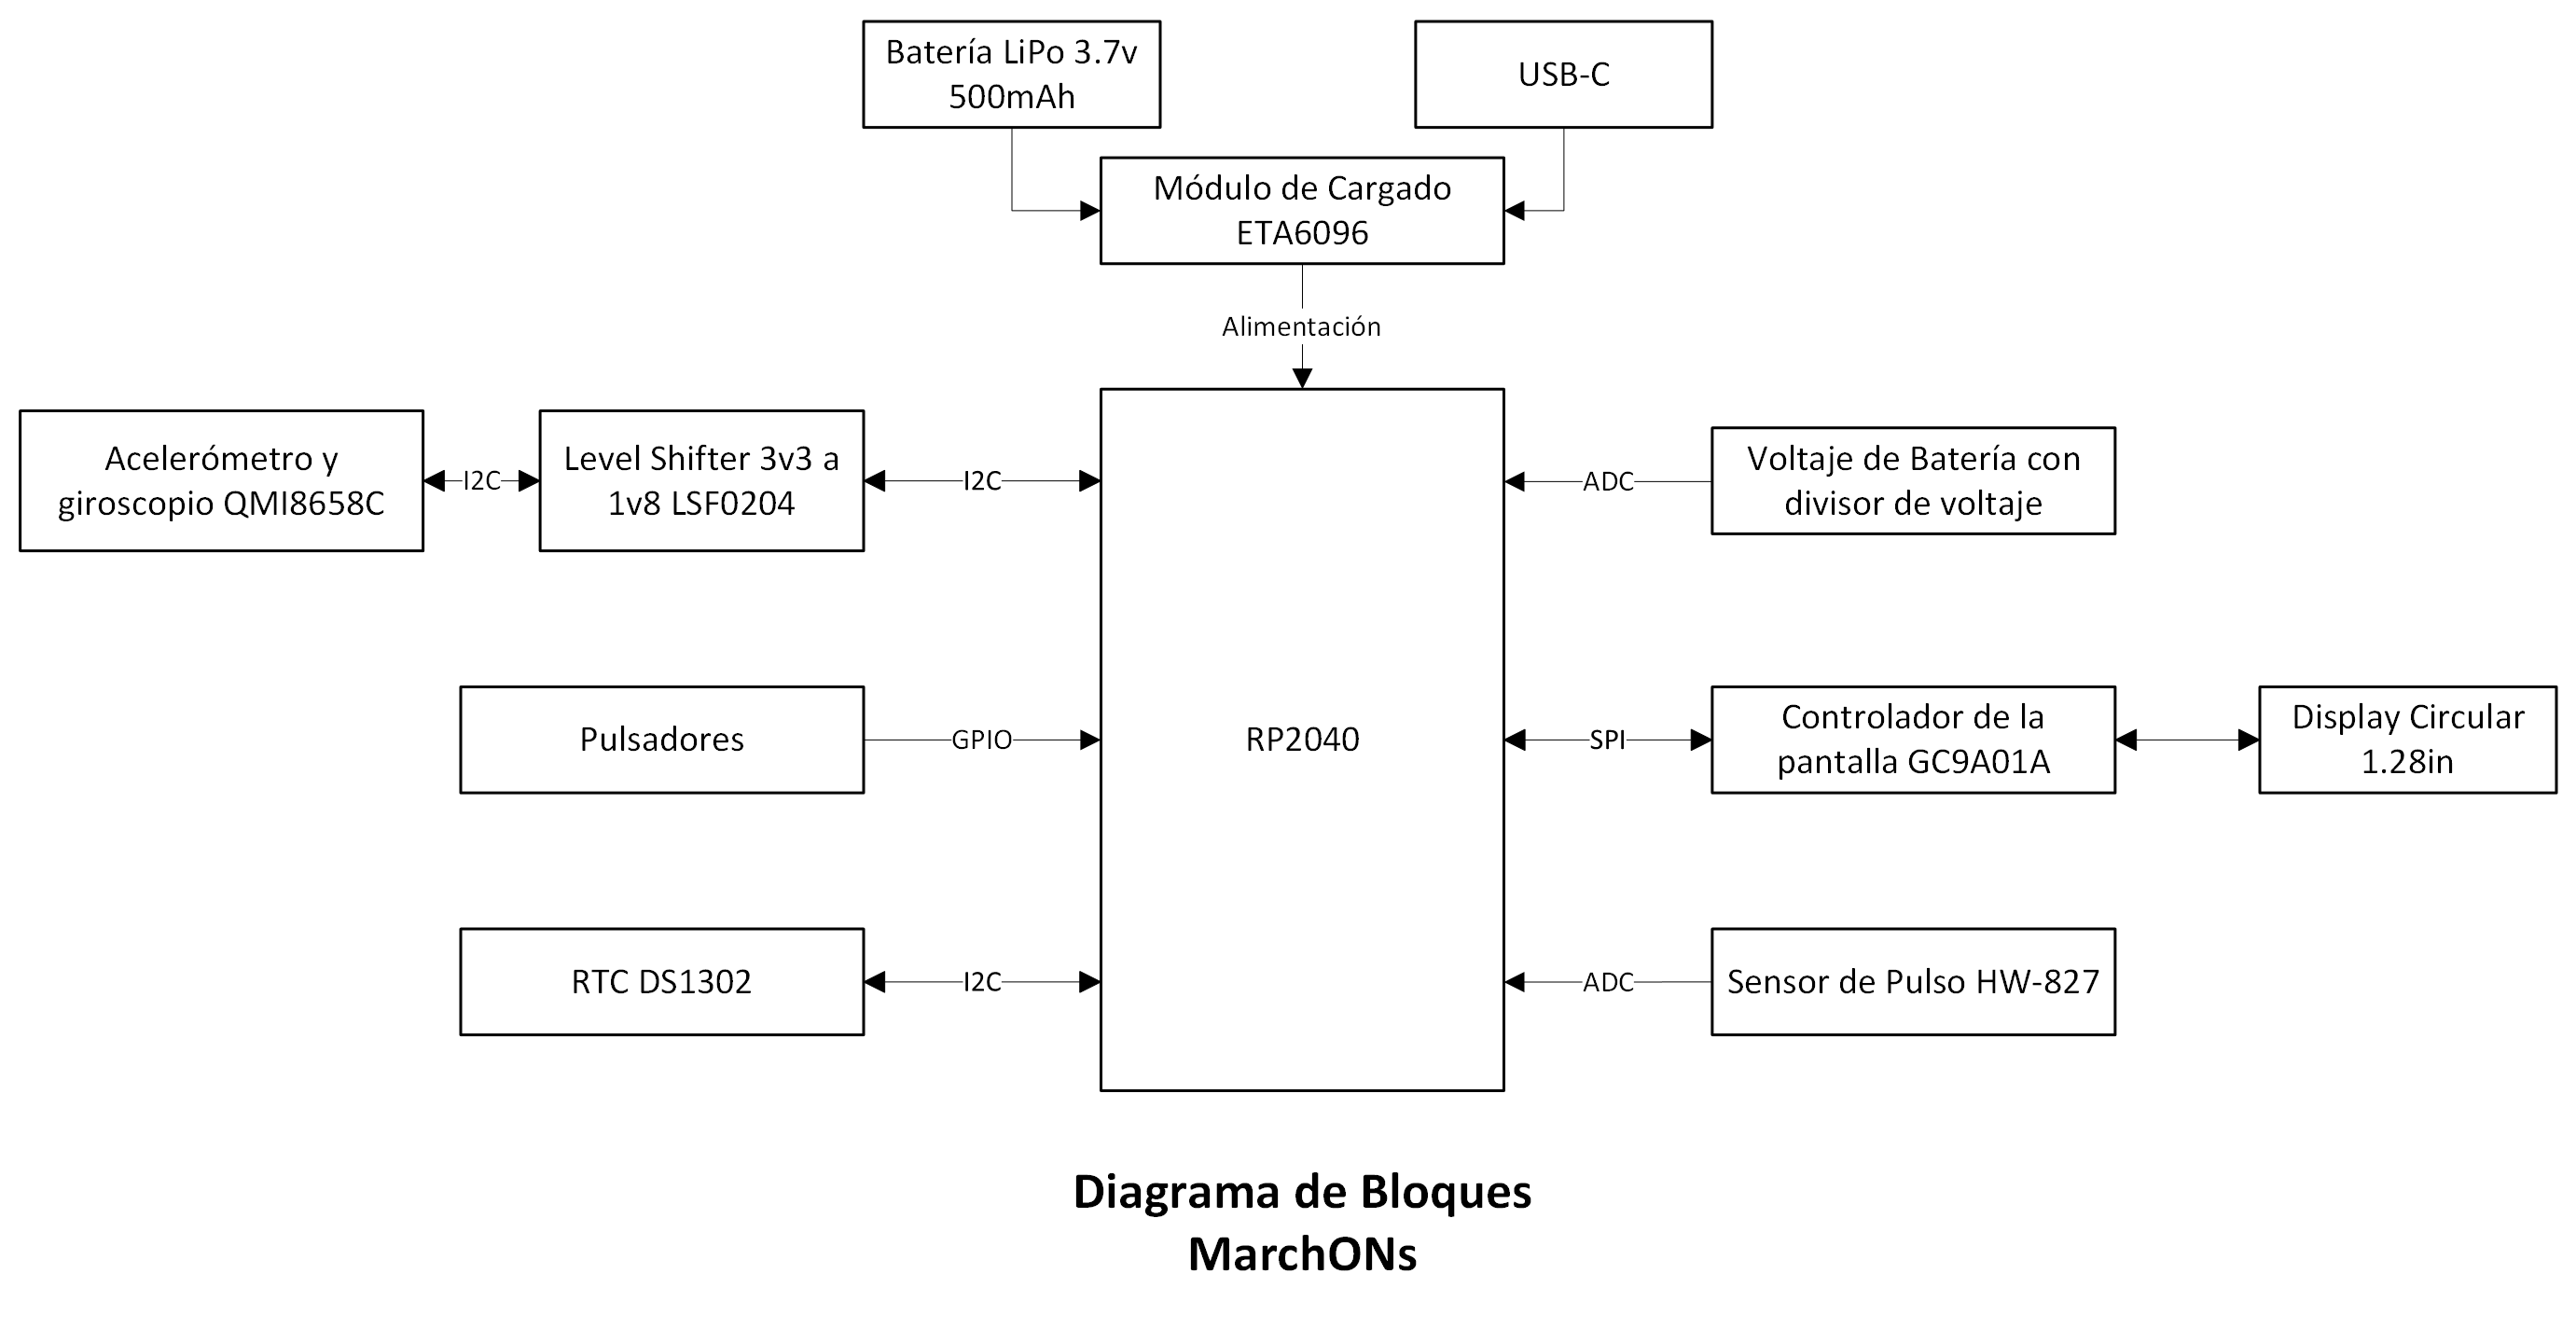 Batería LiPo 3.7v
500mAh
USB-C
Módulo de Cargado
ETA6096
Alimentación
Acelerómetro y
giroscopio QMI8658C
I2C
Level Shifter 3v3 a
1v8 LSF0204
I2C
ADC
Voltaje de Batería con
divisor de voltaje
Pulsadores
GPIO
RP2040
SPI
Controlador de la
pantalla GC9A01A
Display Circular
1.28in
RTC DS1302
I2C
ADC
Sensor de Pulso HW-827
Diagrama de Bloques
MarchONs